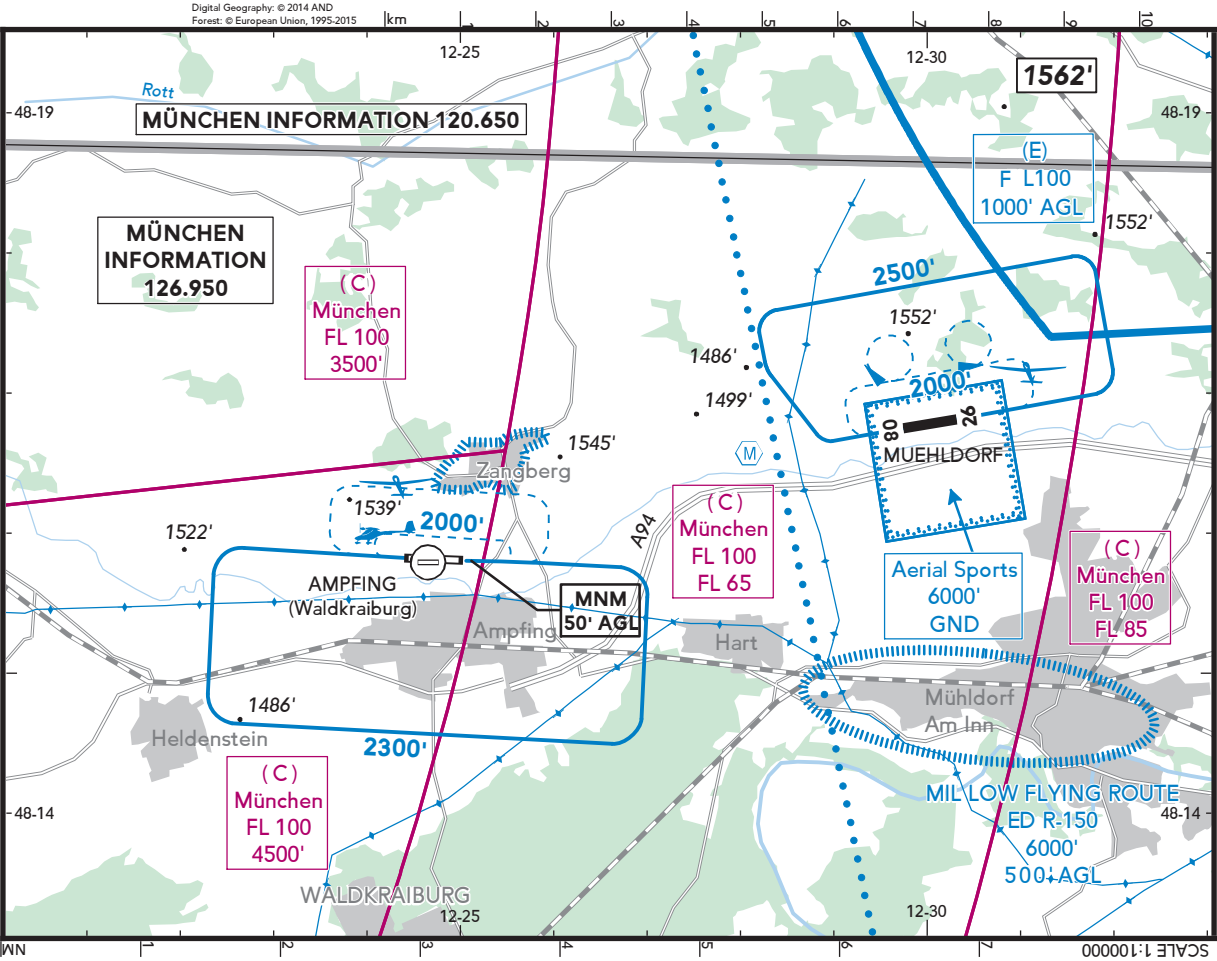 Digital Geography: © 2014 AND
Forest: © European Union, 1995-2015
km
1
2
3
4
5
6
7
8
9
10
12-25
12-30
1562'
Rott
48-19
MÜNCHEN INFORMATION 120.650
48-19
(E)
F L100
1000' AGL
1552'
MÜNCHEN
INFORMATION
126.950
(C)
München
FL 100
3500'
2500'
1552'
1486'
2000'
1499'
08
26
MUEHLDORF
M
1545'
Zangberg
1539'
2000'
1522'
A94
(C)
München
FL 100
FL 65
Aerial Sports
6000'
GND
(C)
München
FL 100
FL 85
AMPFING
(Waldkraiburg)
MNM
50' AGL
Ampfing
Hart
1486'
Heldenstein
2300'
Mühldorf
Am Inn
(C)
München
FL 100
4500'
MIL LOW FLYING ROUTE
ED R-150
6000'
500' AGL
48-14
48-14
WALDKRAIBURG
12-25
12-30
NM
1
2
3
4
5
6
7
SCALE 1:100000